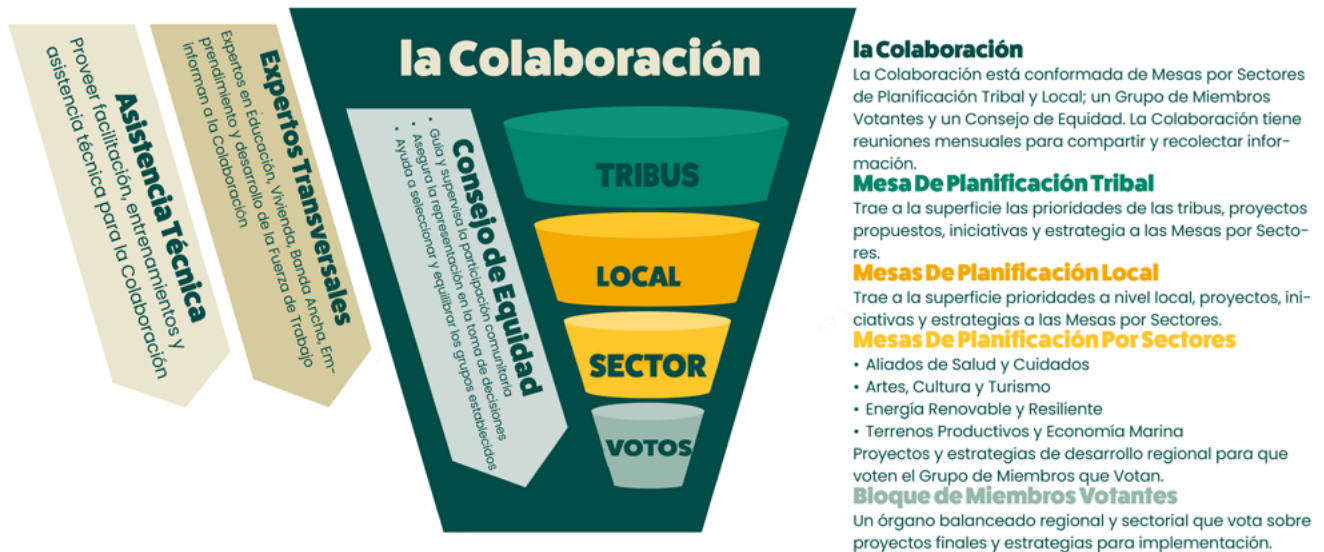 Asistencia Técnica
Proveer facilitación, entrenamientos y
asistencia técnica para la Colaboración
Expertos Transversales
Expertos en Educación, Vivienda, Banda Ancha, Em-
prendimiento y desarrollo de la Fuerza de Trabajo
informan a la Colaboración
la Colaboración
Consejo de Equidad
• Guia y supervisa la participación comunitaria
• Asegura la representación en la toma de decisiones
• Ayuda a seleccionar y equilibrar los grupos establecidos
TRIBUS
LOCAL
SECTOR
VOTOS
la Colaboración
La Colaboración está conformada de Mesas por Sectores
de Planificación Tribal y Local; un Grupo de Miembros
Votantes y un Consejo de Equidad. La Colaboración tiene
reuniones mensuales para compartir y recolectar infor-
mación.
Mesa De Planificación Tribal
Trae a la superficie las prioridades de las tribus, proyectos
propuestos, iniciativas y estrategia a las Mesas por Secto-
res.
Mesas De Planificación Local
Trae a la superficie prioridades a nivel local, proyectos, ini-
ciativas y estrategias a las Mesas por Sectores.
Mesas De Planificación Por Sectores
• Aliados de Salud y Cuidados
• Artes, Cultura y Turismo
• Energía Renovable y Resiliente
• Terrenos Productivos y Economía Marina
Proyectos y estrategias de desarrollo regional para que
voten el Grupo de Miembros que Votan.
Bloque de Miembros Votantes
Un órgano balanceado regional y sectorial que vota sobre
proyectos finales y estrategias para implementación.